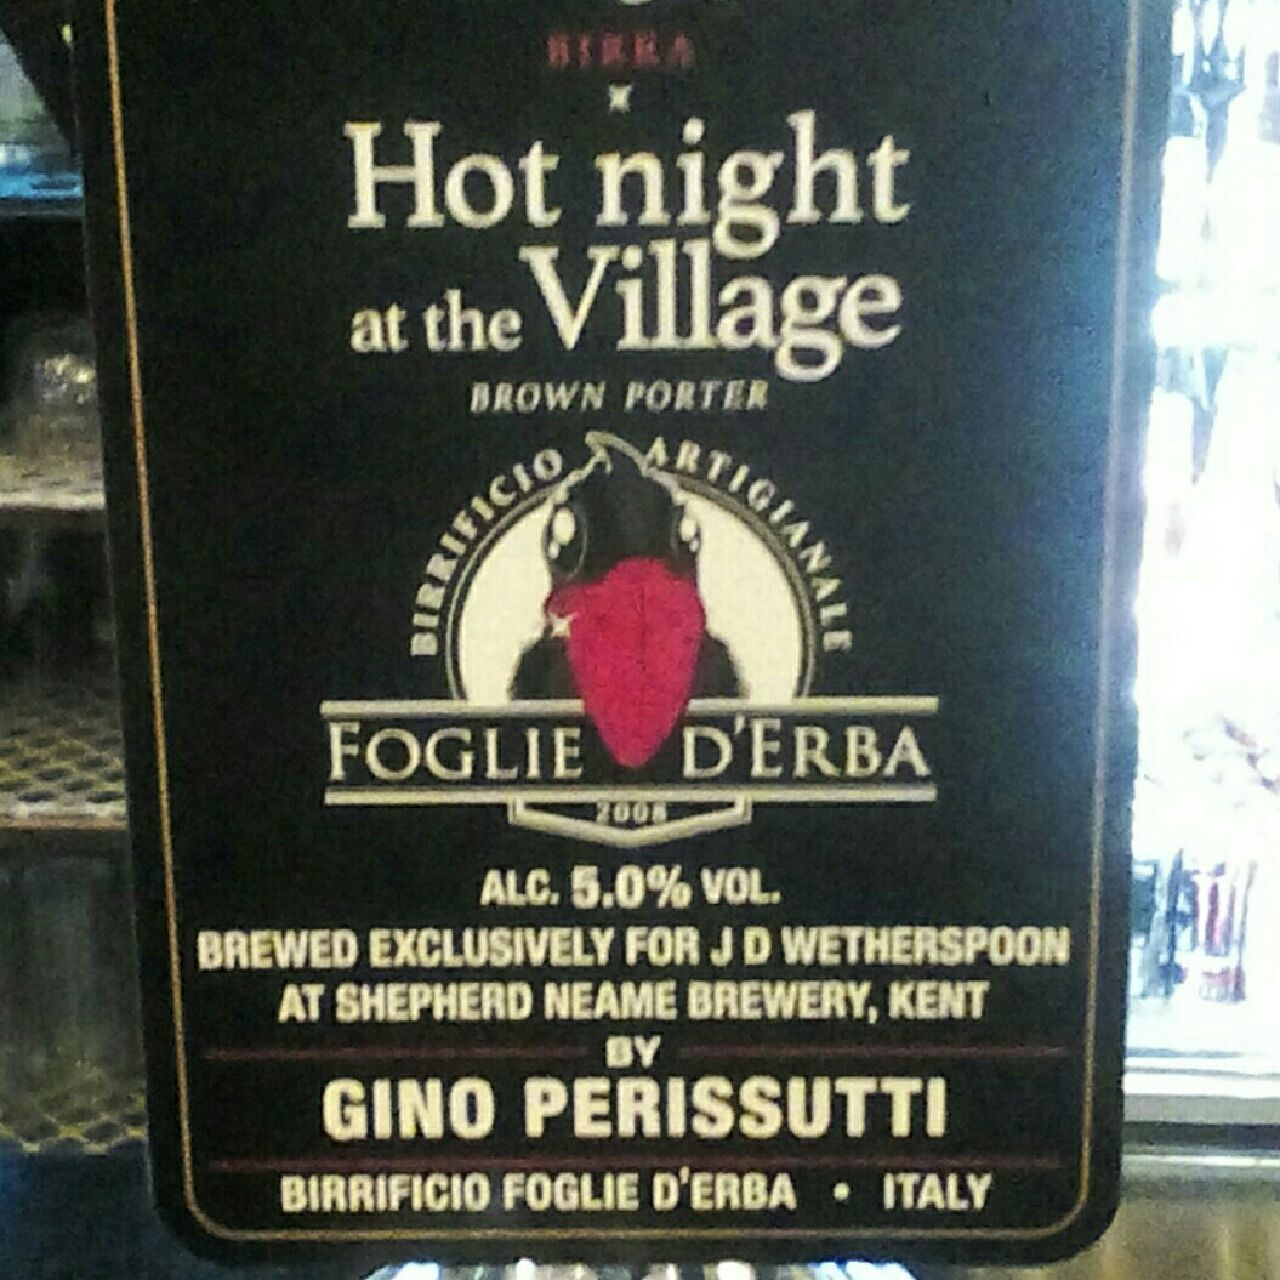 BIRRA
Hot night
at the Village
BROWN PORTER
BIRRIFICIO ARTIGIANALE
FOGLIE D'ERBA
2008
ALC. 5.0% VOL.
BREWED EXCLUSIVELY FOR J D WETHERSPOON
AT SHEPHERD NEAME BREWERY, KENT
BY
GINO PERISSUTTI
BIRRIFICIO FOGLIE D'ERBA • ITALY